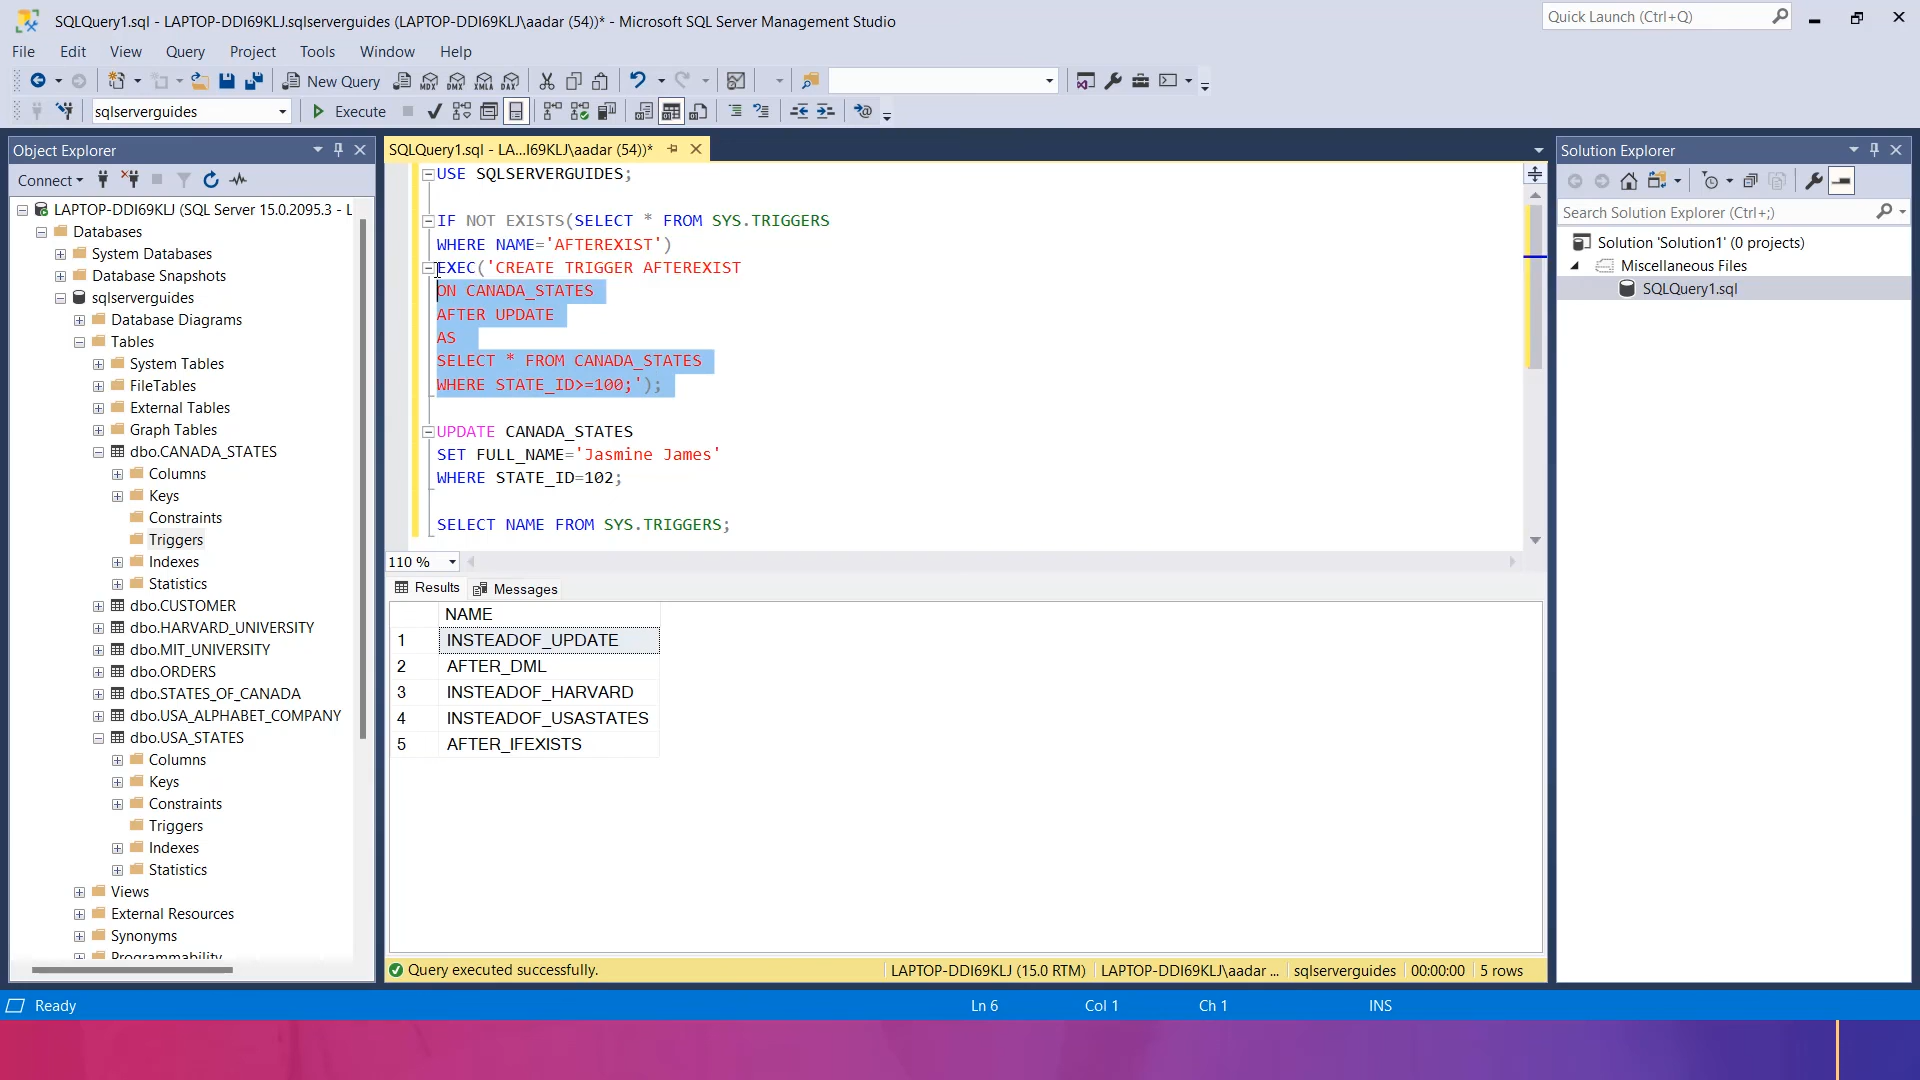 SQLQuery1.sql - LAPTOP-DDI69KLJ.sqlserverguides (LAPTOP-DDI69KLJ\aadar (54))* - Microsoft SQL Server Management Studio
Quick Launch (Ctrl+Q)
File Edit View Query Project Tools Window Help
New Query
MDX DMX XMLA DAX
sqlserverguides
Execute
Object Explorer
Connect
LAPTOP-DDI69KLJ (SQL Server 15.0.2095.3 - L
Databases
System Databases
Database Snapshots
sqlserverguides
Database Diagrams
Tables
System Tables
FileTables
External Tables
Graph Tables
dbo.CANADA_STATES
Columns
Keys
Constraints
Triggers
Indexes
Statistics
dbo.CUSTOMER
dbo.HARVARD_UNIVERSITY
dbo.MIT_UNIVERSITY
dbo.ORDERS
dbo.STATES_OF_CANADA
dbo.USA_ALPHABET_COMPANY
dbo.USA_STATES
Columns
Keys
Constraints
Triggers
Indexes
Statistics
Views
External Resources
Synonyms
Programmability
SQLQuery1.sql - LA...I69KLJ\aadar (54))*
USE SQLSERVERGUIDES;
IF NOT EXISTS(SELECT * FROM SYS.TRIGGERS
WHERE NAME='AFTEREXIST')
EXEC('CREATE TRIGGER AFTEREXIST
ON CANADA_STATES
AFTER UPDATE
AS
SELECT * FROM CANADA_STATES
WHERE STATE_ID>=100;');
UPDATE CANADA_STATES
SET FULL_NAME='Jasmine James'
WHERE STATE_ID=102;
SELECT NAME FROM SYS.TRIGGERS;
110 %
Results Messages
NAME
1 INSTEADOF_UPDATE
2 AFTER_DML
3 INSTEADOF_HARVARD
4 INSTEADOF_USASTATES
5 AFTER_IFEXISTS
Query executed successfully.
LAPTOP-DDI69KLJ (15.0 RTM) LAPTOP-DDI69KLJ\aadar ... sqlserverguides 00:00:00 5 rows
Solution Explorer
Search Solution Explorer (Ctrl+;)
Solution 'Solution1' (0 projects)
Miscellaneous Files
SQLQuery1.sql
Ready
Ln 6 Col 1 Ch 1 INS